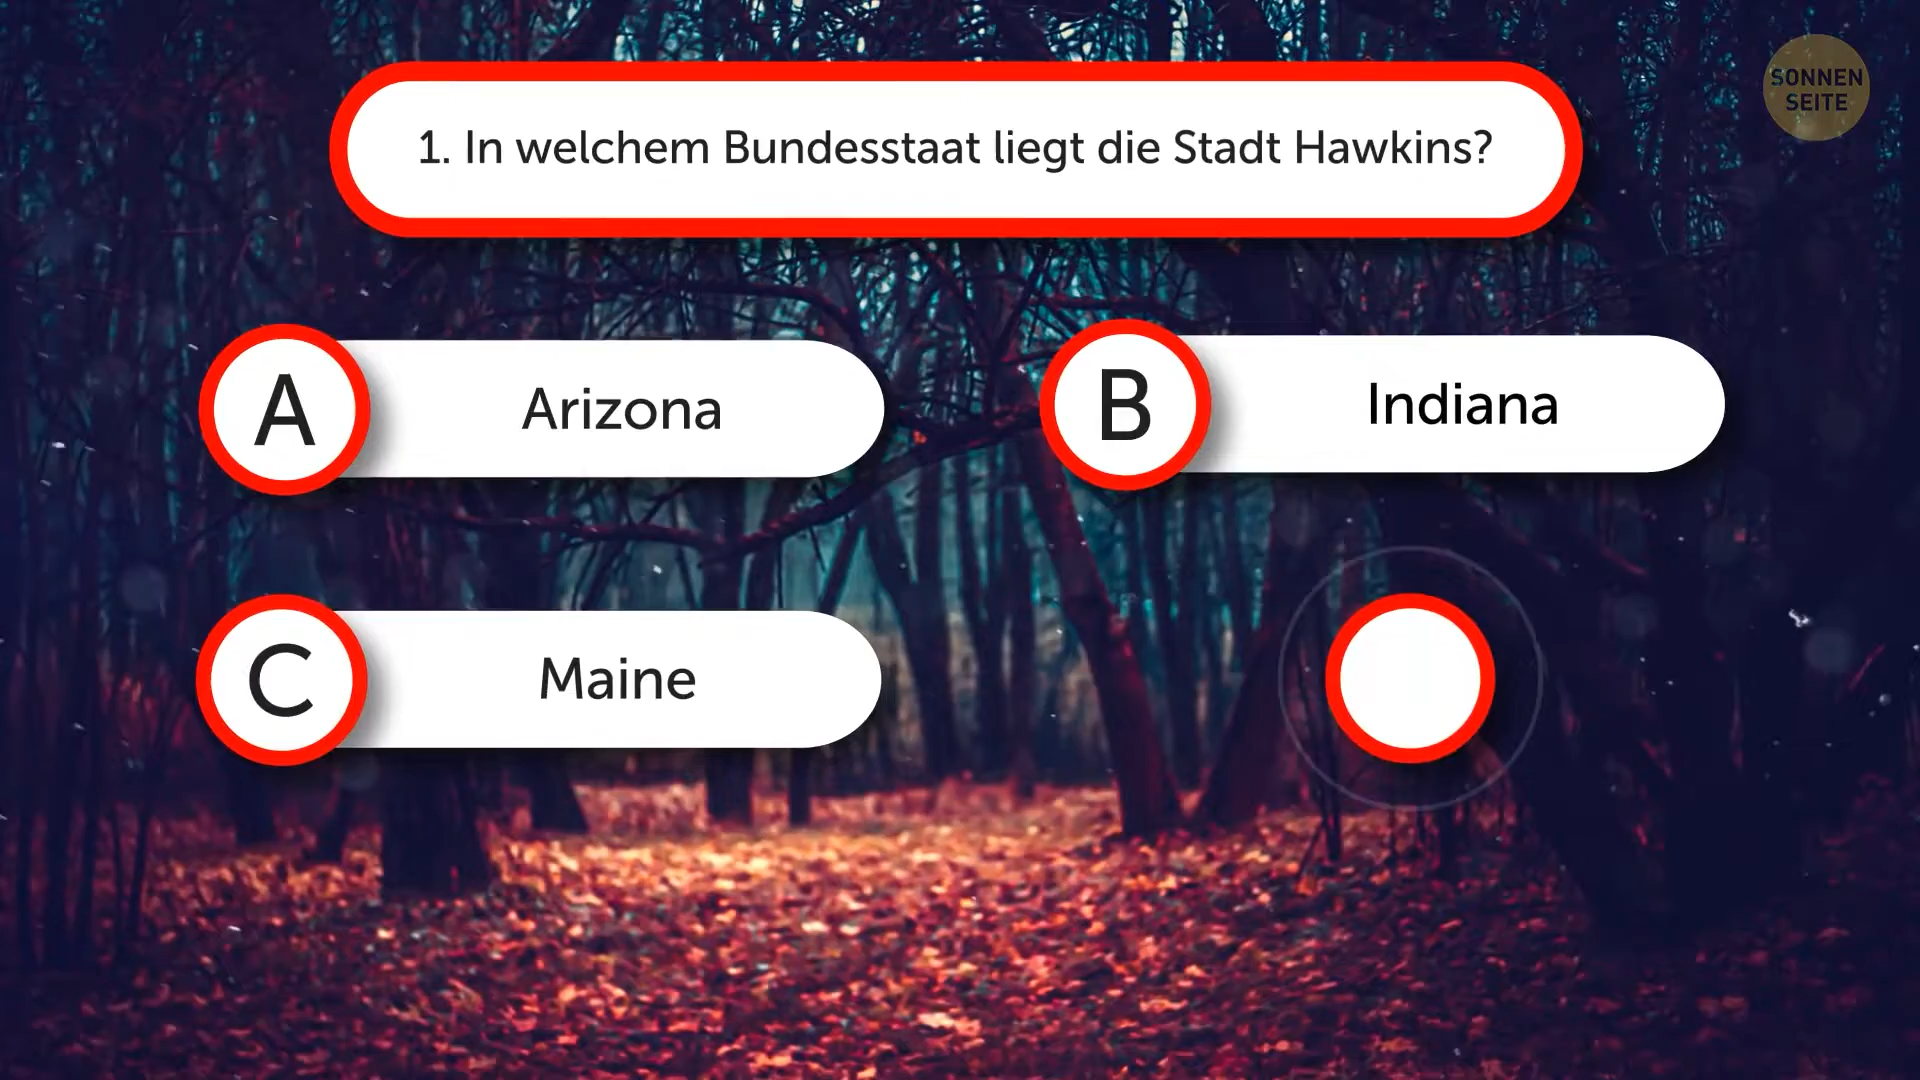 SONNEN
SEITE
1. In welchem Bundesstaat liegt die Stadt Hawkins?
A
Arizona
B
Indiana
C
Maine